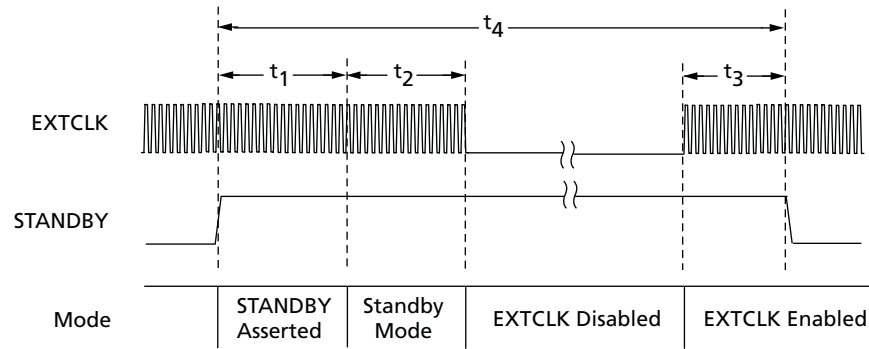 t4
t1
t2
t3
EXTCLK
STANDBY
Mode
STANDBY
Asserted
Standby
Mode
EXTCLK Disabled
EXTCLK Enabled